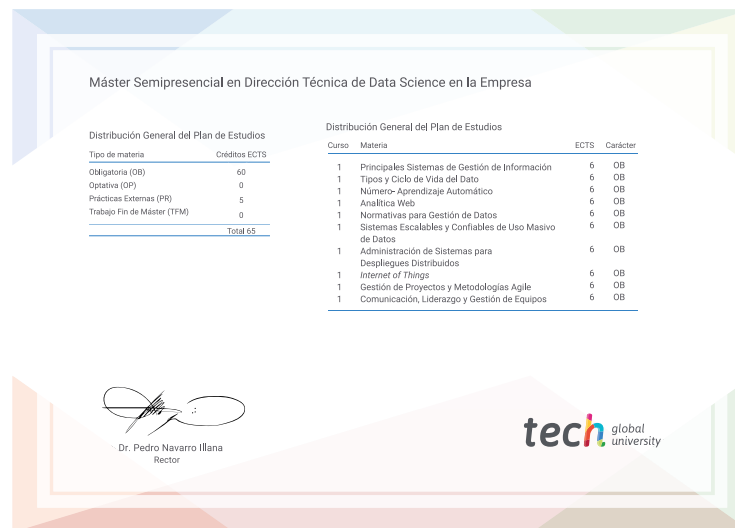 Máster Semipresencial en Dirección Técnica de Data Science en la Empresa
Distribución General del Plan de Estudios
Tipo de materia Créditos ECTS
Obligatoria (OB) 60
Optativa (OP) 0
Prácticas Externas (PR) 5
Trabajo Fin de Máster (TFM) 0
Total 65
Distribución General del Plan de Estudios
Curso Materia ECTS Carácter
1 Principales Sistemas de Gestión de Información 6 OB
1 Tipos y Ciclo de Vida del Dato 6 OB
1 Número- Aprendizaje Automático 6 OB
1 Analítica Web 6 OB
1 Normativas para Gestión de Datos 6 OB
1 Sistemas Escalables y Confiables de Uso Masivo 6 OB
de Datos
1 Administración de Sistemas para 6 OB
Despliegues Distribuidos
1 Internet of Things 6 OB
1 Gestión de Proyectos y Metodologías Agile 6 OB
1 Comunicación, Liderazgo y Gestión de Equipos 6 OB
Dr. Pedro Navarro Illana
Rector
tech global
university